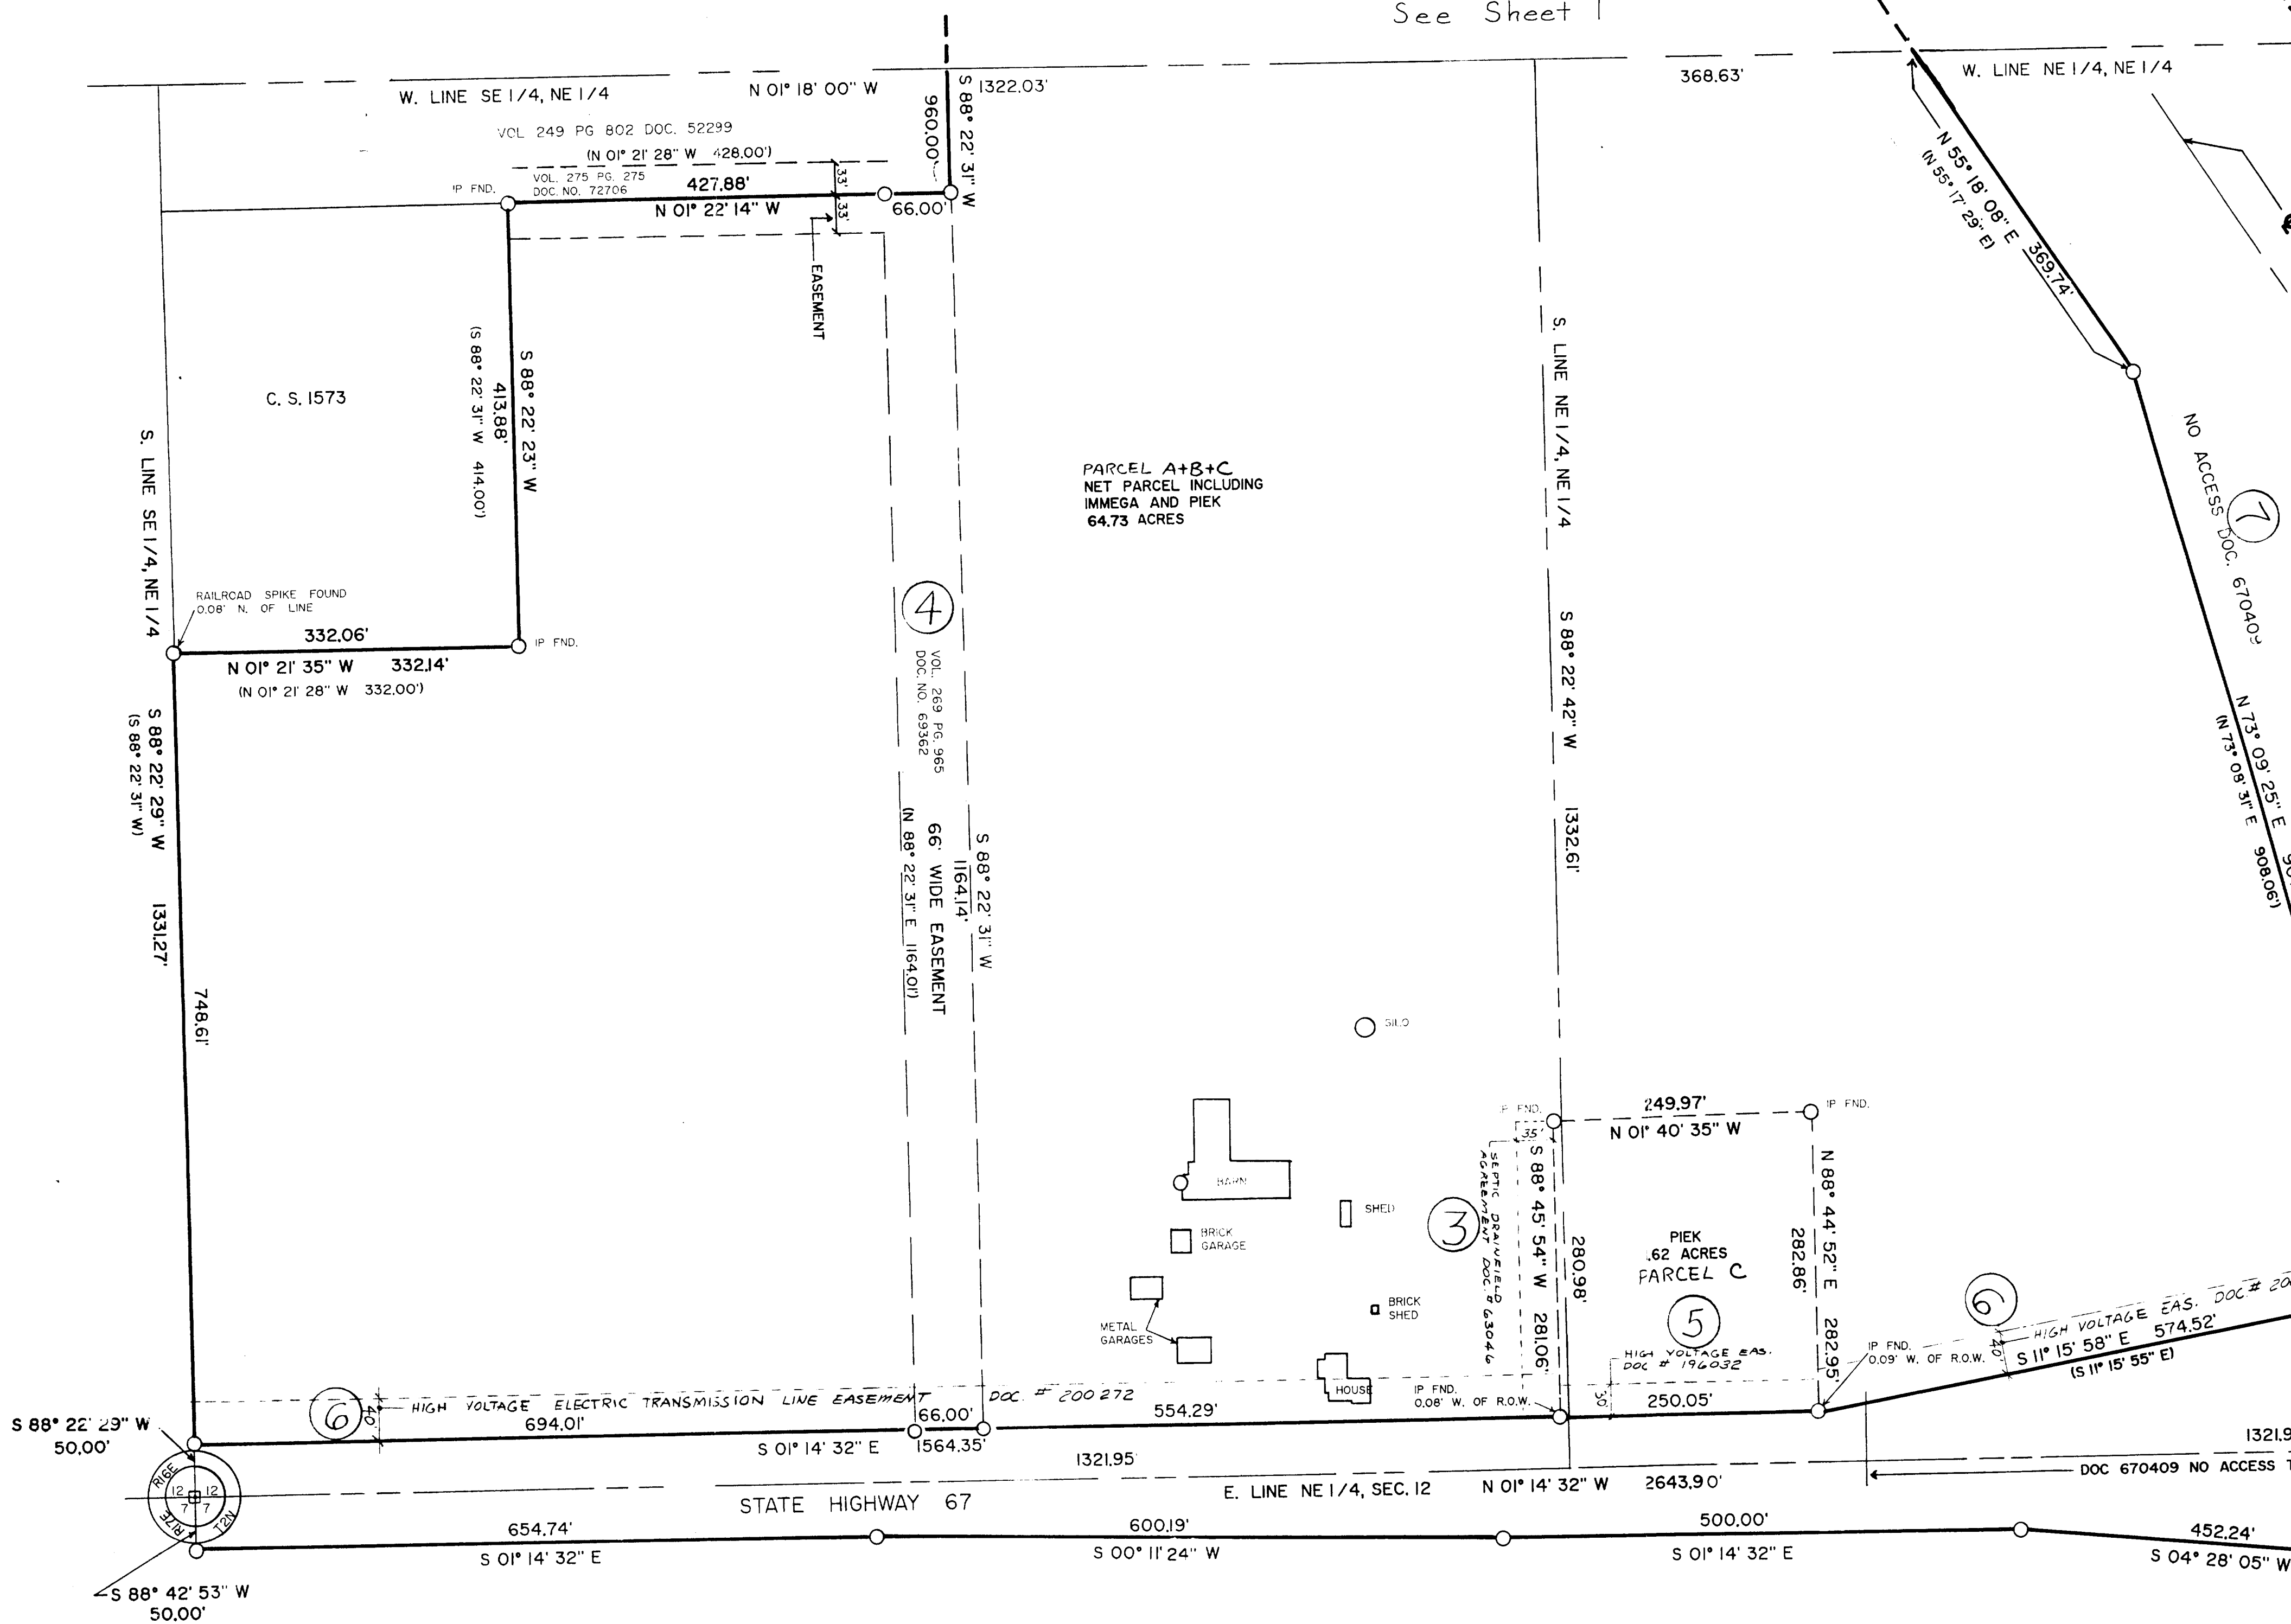 See Sheet 1
W. LINE SE 1/4, NE 1/4
N 01° 18' 00" W
1322.03'
368.63'
W. LINE NE 1/4, NE 1/4
S 88° 22' 31" W
960.00'
VOL 249 PG 802 DOC. 52299
(N 01° 21' 28" W 428.00')
VOL. 275 PG. 275
DOC. NO. 72706
IP FND.
427.88'
N 01° 22' 14" W
33'
33'
66.00'
EASEMENT
N 55° 18' 08" E
369.74'
(N 55° 17' 29" E)
C. S. 1573
S 88° 22' 23" W
413.88'
(S 88° 22' 31" W 414.00')
S. LINE SE 1/4, NE 1/4
S. LINE NE 1/4, NE 1/4
PARCEL A+B+C
NET PARCEL INCLUDING
IMMEGA AND PIEK
64.73 ACRES
NO ACCESS DOC. 670409
7
RAILROAD SPIKE FOUND
0.08' N. OF LINE
332.06'
IP FND.
N 01° 21' 35" W 332.14'
(N 01° 21' 28" W 332.00')
4
VOL. 269 PG. 965
DOC. NO. 69362
66' WIDE EASEMENT
(N 88° 22' 31" E 1164.01')
S 88° 22' 31" W
1164.14'
S 88° 22' 42" W 1332.61'
N 73° 09' 25" E
(N 73° 08' 31" E 908.06')
S 88° 22' 29" W 1331.27'
(S 88° 22' 31" W)
748.61'
SILO
BARN
BRICK
GARAGE
SHED
METAL
GARAGES
BRICK
SHED
HOUSE
3
IP FND.
35'
SEPTIC DRAINFIELD
AGREEMENT DOC. # 63046
S 88° 45' 54" W 281.06'
280.98'
249.97'
N 01° 40' 35" W
IP FND.
N 88° 44' 52" E 282.95'
282.86'
PIEK
.62 ACRES
PARCEL C
5
HIGH VOLTAGE EAS.
DOC # 196032
30'
250.05'
IP FND.
0.09' W. OF R.O.W.
6
HIGH VOLTAGE EAS. DOC # 20
40'
S 11° 15' 58" E 574.52'
(S 11° 15' 55" E)
6
40'
HIGH VOLTAGE ELECTRIC TRANSMISSION LINE EASEMENT DOC. # 200272
IP FND.
0.08' W. OF R.O.W.
S 88° 22' 29" W
50.00'
694.01'
66.00'
554.29'
S 01° 14' 32" E 1564.35'
1321.95'
1321.9
E. LINE NE 1/4, SEC. 12 N 01° 14' 32" W 2643.90'
DOC 670409 NO ACCESS T
R16E
12 12
7 7
R17E
T2N
STATE HIGHWAY 67
654.74'
S 01° 14' 32" E
600.19'
S 00° 11' 24" W
500.00'
S 01° 14' 32" E
452.24'
S 04° 28' 05" W
S 88° 42' 53" W
50.00'